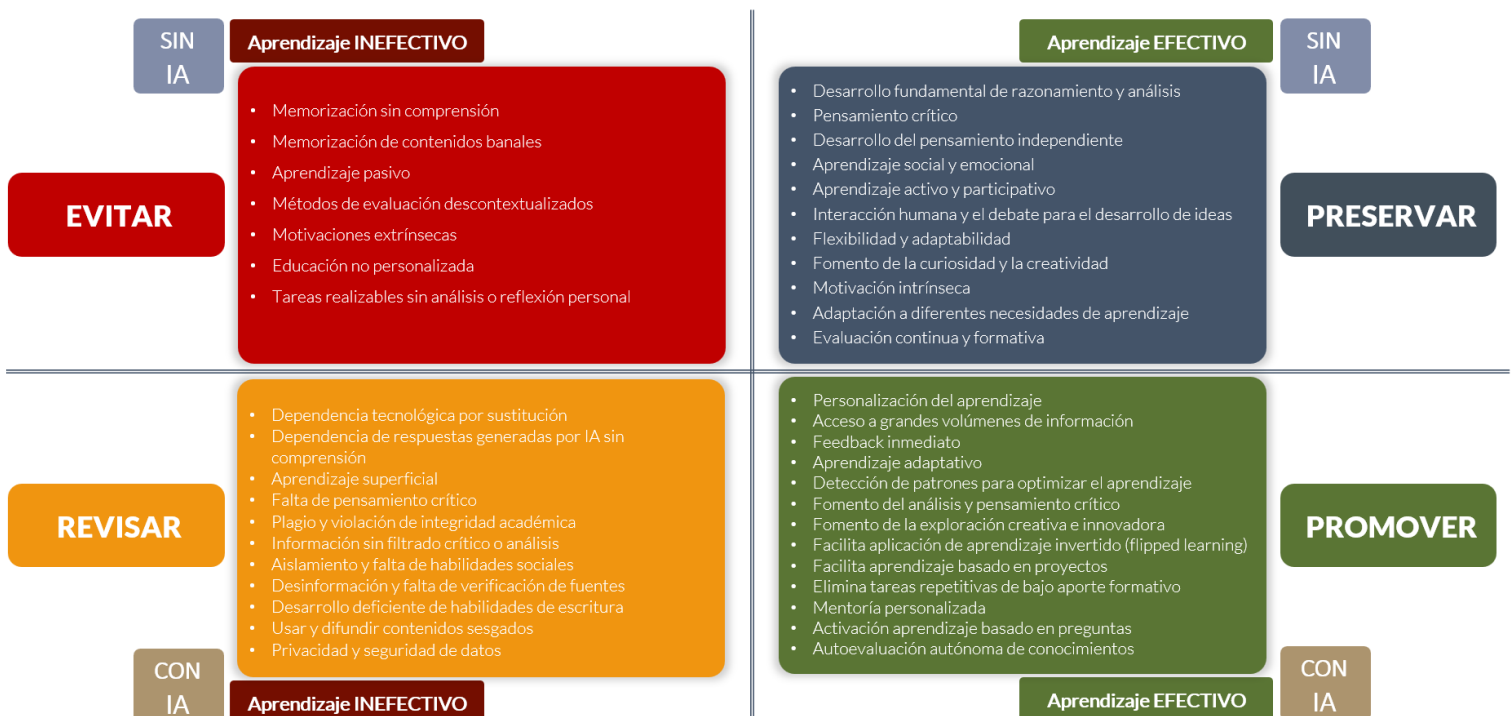 SIN
IA
Aprendizaje INEFECTIVO
EVITAR
• Memorización sin comprensión
• Memorización de contenidos banales
• Aprendizaje pasivo
• Métodos de evaluación descontextualizados
• Motivaciones extrínsecas
• Educación no personalizada
• Tareas realizables sin análisis o reflexión personal
Aprendizaje EFECTIVO
SIN
IA
• Desarrollo fundamental de razonamiento y análisis
• Pensamiento crítico
• Desarrollo del pensamiento independiente
• Aprendizaje social y emocional
• Aprendizaje activo y participativo
• Interacción humana y el debate para el desarrollo de ideas
• Flexibilidad y adaptabilidad
• Fomento de la curiosidad y la creatividad
• Motivación intrínseca
• Adaptación a diferentes necesidades de aprendizaje
• Evaluación continua y formativa
PRESERVAR
REVISAR
• Dependencia tecnológica por sustitución
• Dependencia de respuestas generadas por IA sin
comprensión
• Aprendizaje superficial
• Falta de pensamiento crítico
• Plagio y violación de integridad académica
• Información sin filtrado crítico o análisis
• Aislamiento y falta de habilidades sociales
• Desinformación y falta de verificación de fuentes
• Desarrollo deficiente de habilidades de escritura
• Usar y difundir contenidos sesgados
• Privacidad y seguridad de datos
CON
IA
Aprendizaje INEFECTIVO
• Personalización del aprendizaje
• Acceso a grandes volúmenes de información
• Feedback inmediato
• Aprendizaje adaptativo
• Detección de patrones para optimizar el aprendizaje
• Fomento del análisis y pensamiento crítico
• Fomento de la exploración creativa e innovadora
• Facilita aplicación de aprendizaje invertido (flipped learning)
• Facilita aprendizaje basado en proyectos
• Elimina tareas repetitivas de bajo aporte formativo
• Mentoría personalizada
• Activación aprendizaje basado en preguntas
• Autoevaluación autónoma de conocimientos
PROMOVER
Aprendizaje EFECTIVO
CON
IA